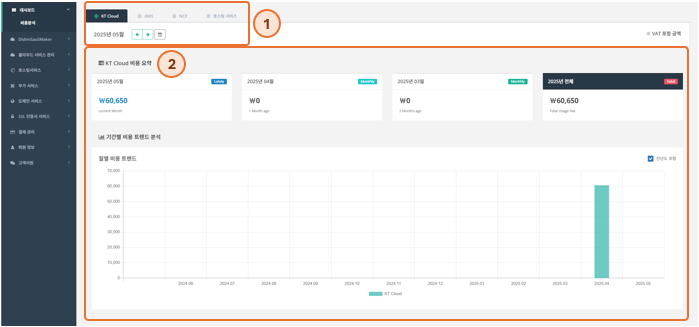 대시보드
비용분석
DidimSaaSMaker
클라우드 서비스 관리
호스팅서비스
부가 서비스
도메인 서비스
SSL 인증서 서비스
결제 관리
회원 정보
고객지원
KT Cloud
AWS
NCP
호스팅 서비스
1
2025년 05월
VAT 포함 금액
KT Cloud 비용 요약
2
2025년 05월
₩60,650
current Month
2025년 04월
Monthly
₩0
1 Month ago
2025년 03월
Monthly
₩0
2 Months ago
2025년 전체
Total
₩60,650
Total Usage Fee
기간별 비용 트렌드 분석
월별 비용 트렌드
전년도 포함
70,000
60,000
50,000
40,000
30,000
20,000
10,000
0
2024 06
2024 07
2024 08
2024 09
2024 10
2024 11
2024 12
2025 01
2025 02
2025 03
2025 04
2025 05
KT Cloud